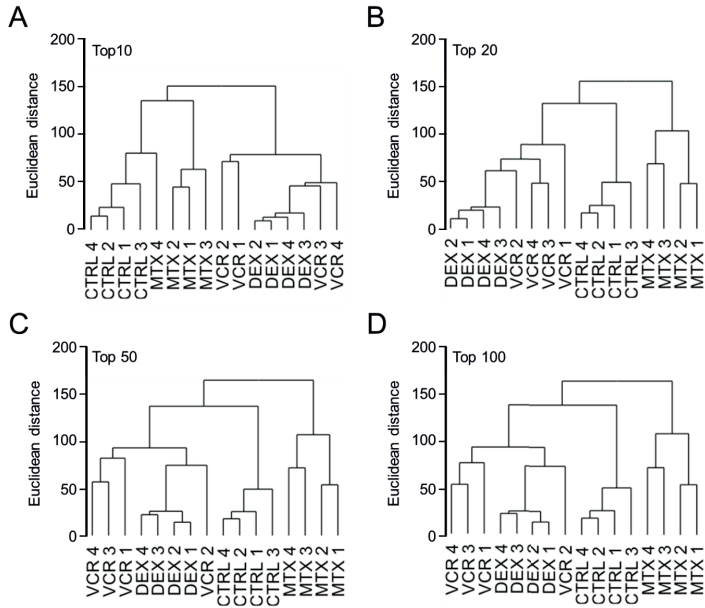 A
Top10
200
150
100
50
0
Euclidean distance
CTRL 4
CTRL 2
CTRL 1
CTRL 3
MTX 4
MTX 2
MTX 1
MTX 3
VCR 2
VCR 1
DEX 2
DEX 1
DEX 4
DEX 3
VCR 3
VCR 4
B
Top 20
200
150
100
50
0
Euclidean distance
DEX 2
DEX 1
DEX 4
DEX 3
VCR 2
VCR 4
VCR 3
VCR 1
CTRL 4
CTRL 2
CTRL 1
CTRL 3
MTX 4
MTX 3
MTX 2
MTX 1
C
Top 50
200
150
100
50
0
Euclidean distance
VCR 4
VCR 3
VCR 1
DEX 4
DEX 3
DEX 2
DEX 1
VCR 2
CTRL 4
CTRL 2
CTRL 1
CTRL 3
MTX 4
MTX 3
MTX 2
MTX 1
D
Top 100
200
150
100
50
0
Euclidean distance
VCR 4
VCR 3
VCR 1
DEX 4
DEX 3
DEX 2
DEX 1
VCR 2
CTRL 4
CTRL 2
CTRL 1
CTRL 3
MTX 4
MTX 3
MTX 2
MTX 1